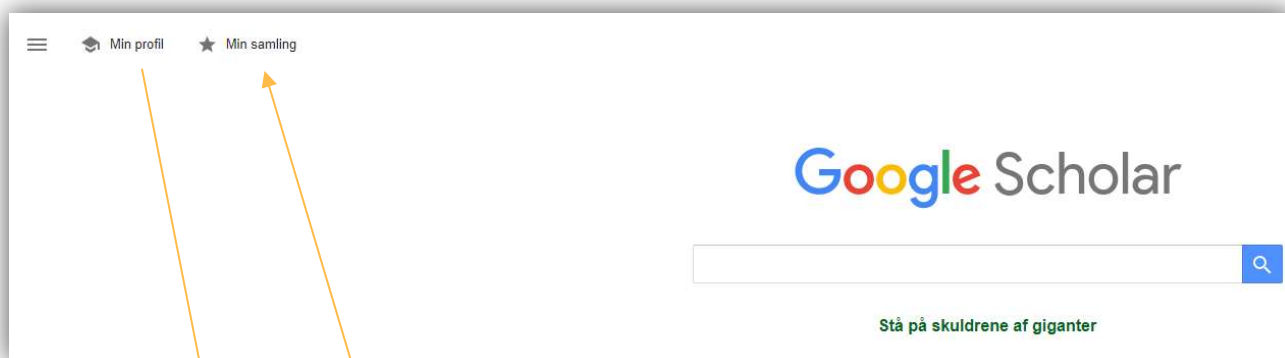 Min profil Min samling
Google Scholar
Stå på skuldrene af giganter